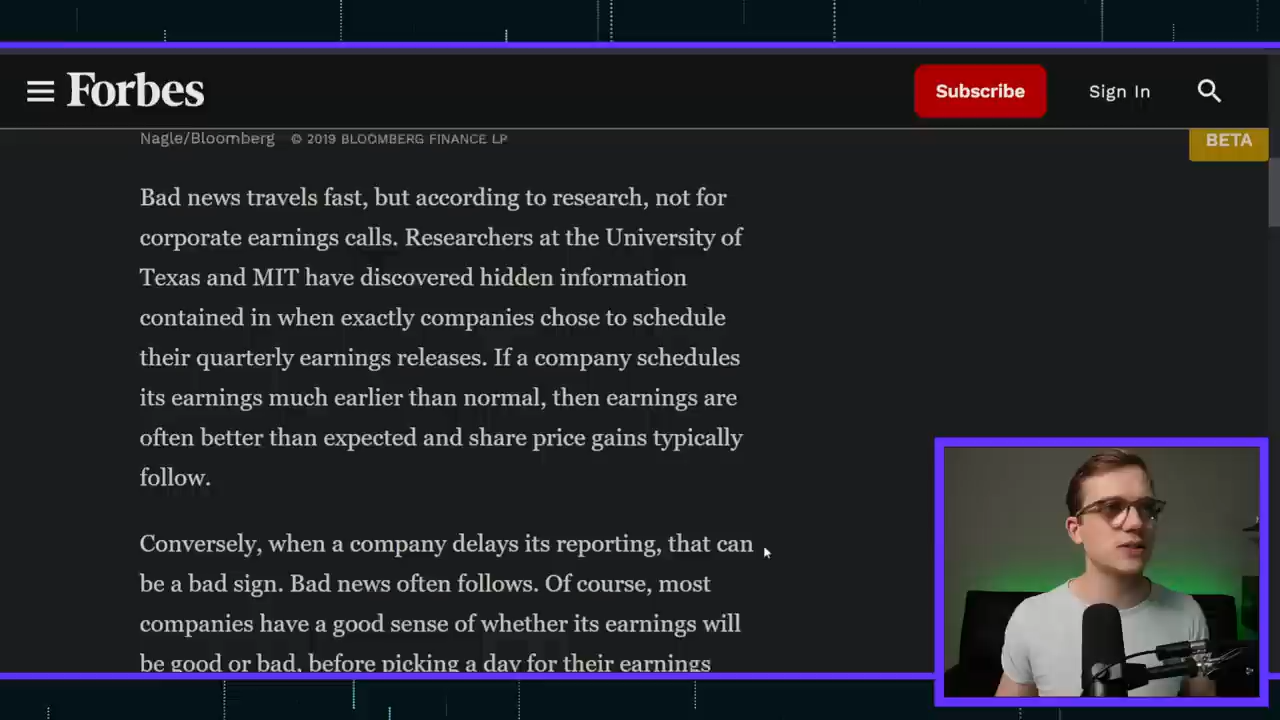 Forbes
Subscribe
Sign In
Nagle/Bloomberg © 2019 BLOOMBERG FINANCE LP
BETA
Bad news travels fast, but according to research, not for
corporate earnings calls. Researchers at the University of
Texas and MIT have discovered hidden information
contained in when exactly companies chose to schedule
their quarterly earnings releases. If a company schedules
its earnings much earlier than normal, then earnings are
often better than expected and share price gains typically
follow.
Conversely, when a company delays its reporting, that can
be a bad sign. Bad news often follows. Of course, most
companies have a good sense of whether its earnings will
be good or bad, before picking a day for their earnings